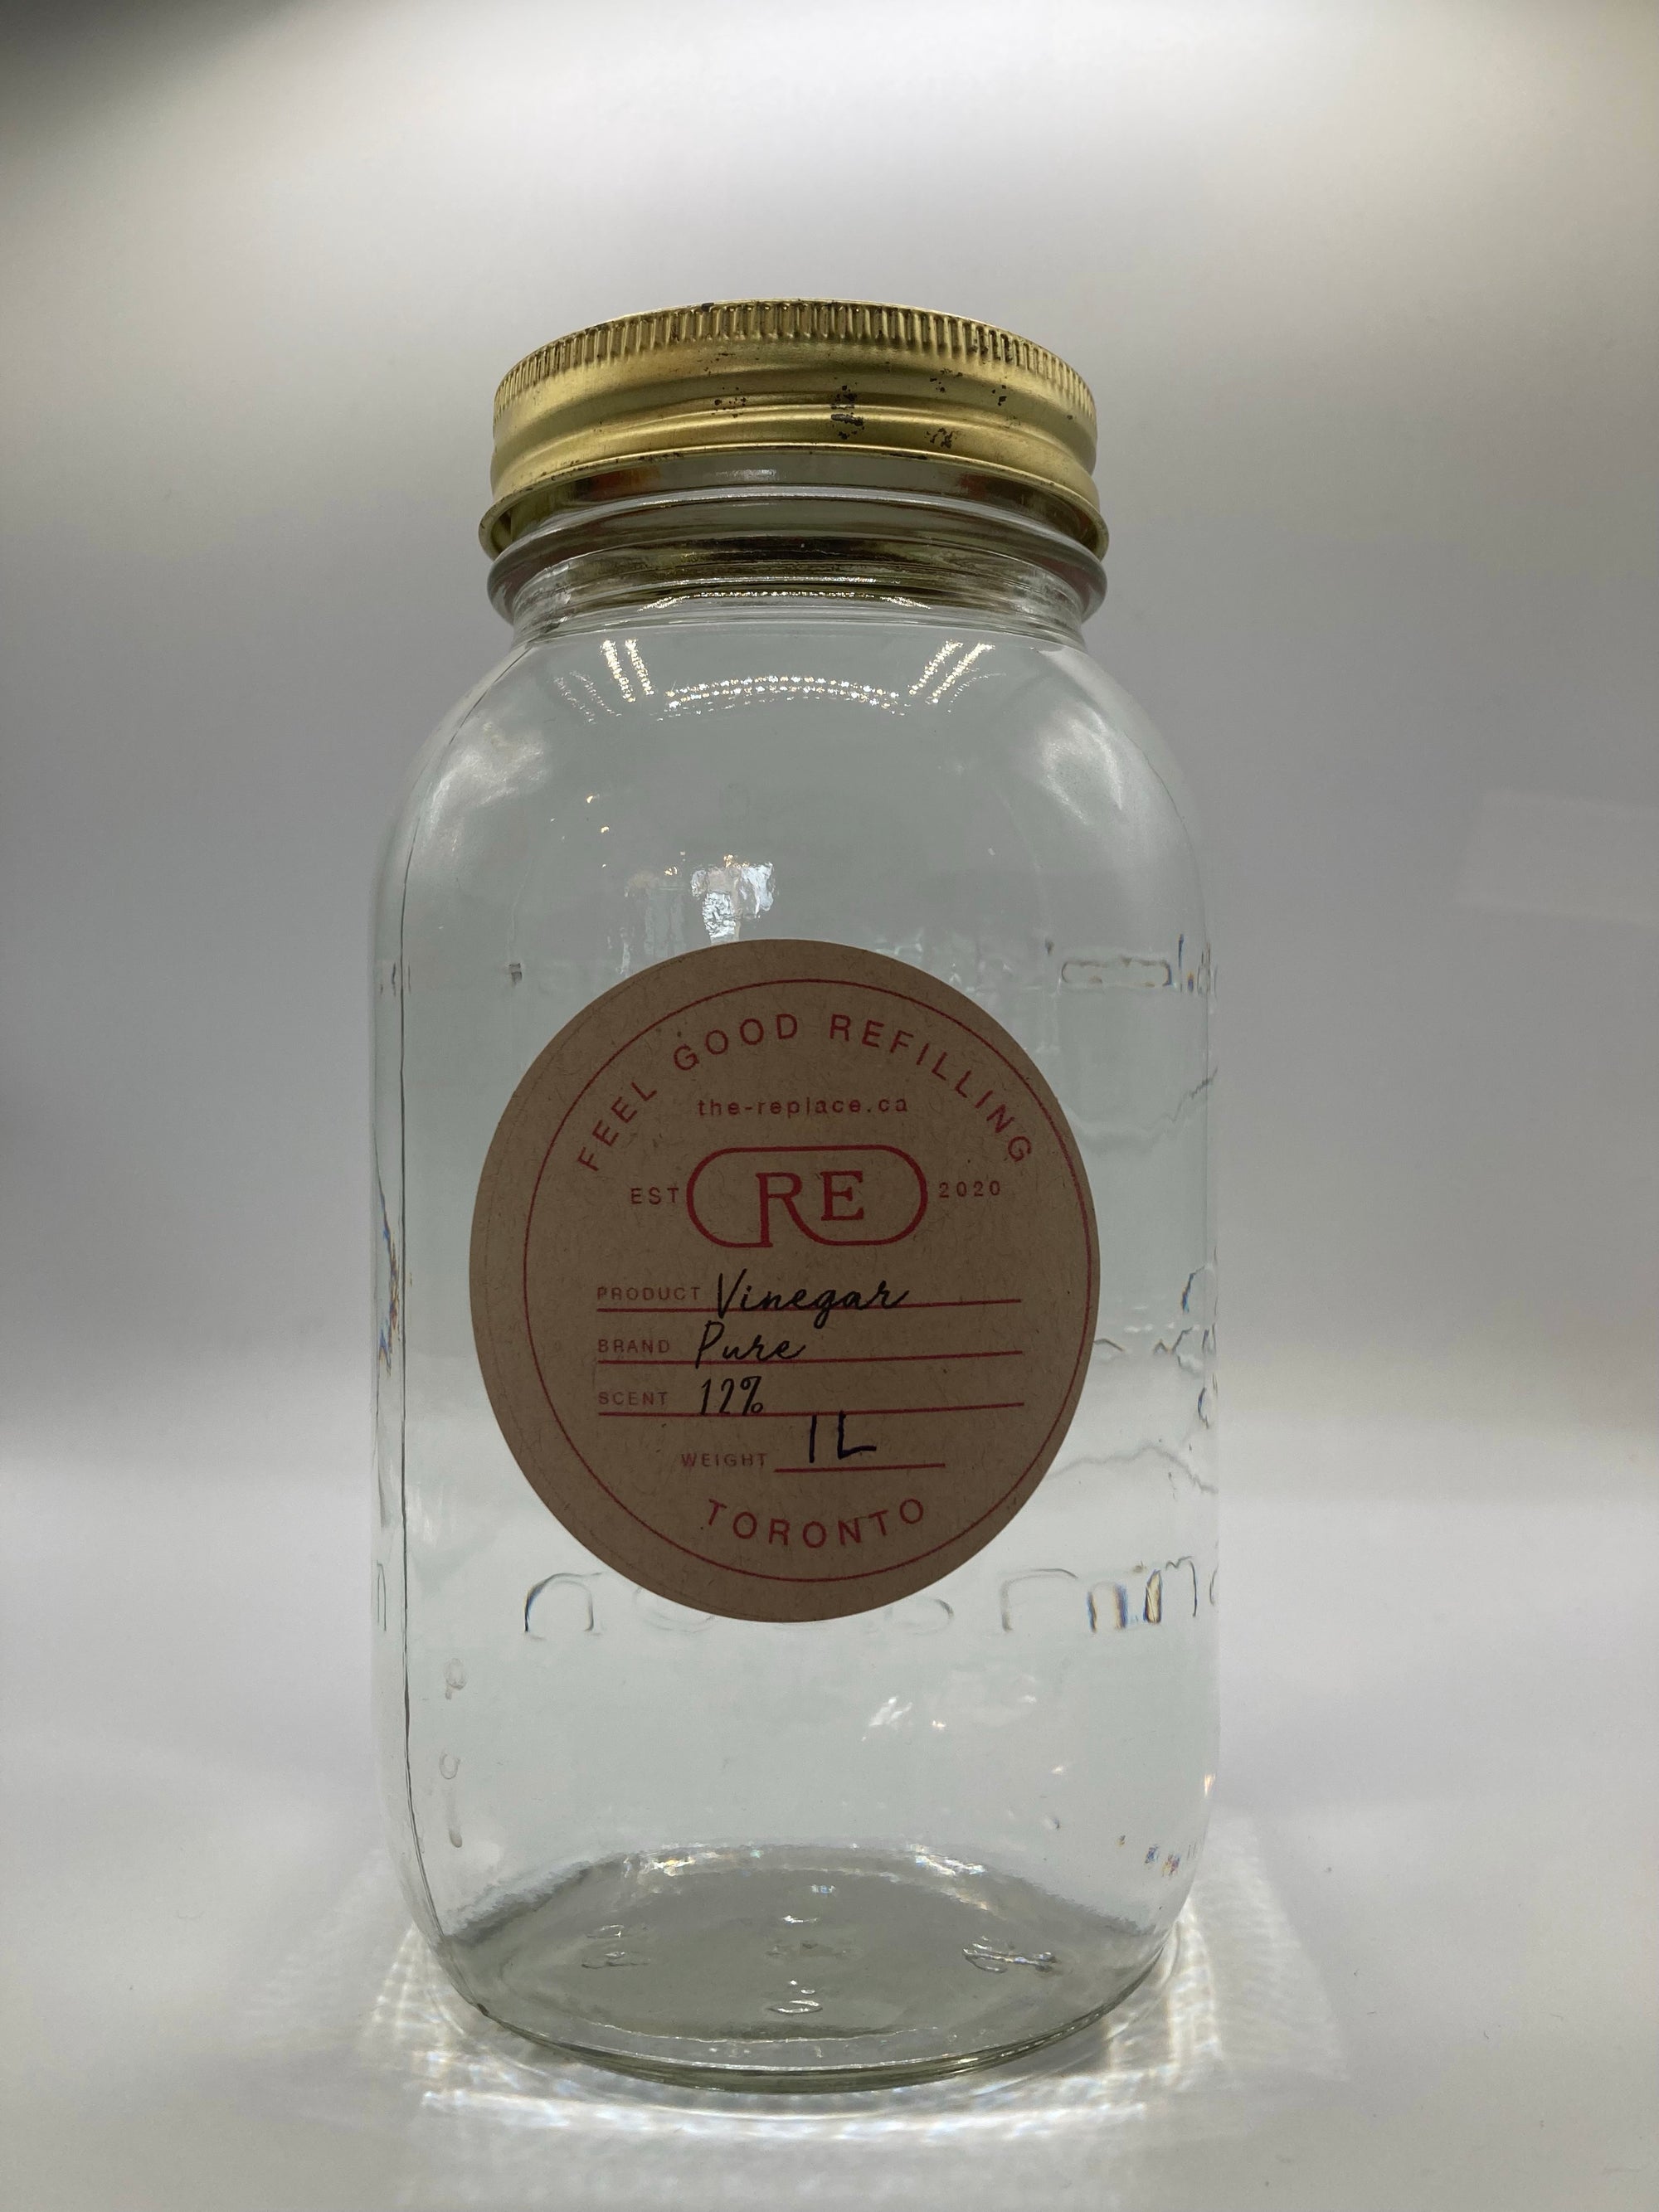 FEEL GOOD REFILLING
the-replace.ca
EST RE 2020
PRODUCT Vinegar
BRAND Pure
SCENT 12%
WEIGHT 1L
TORONTO